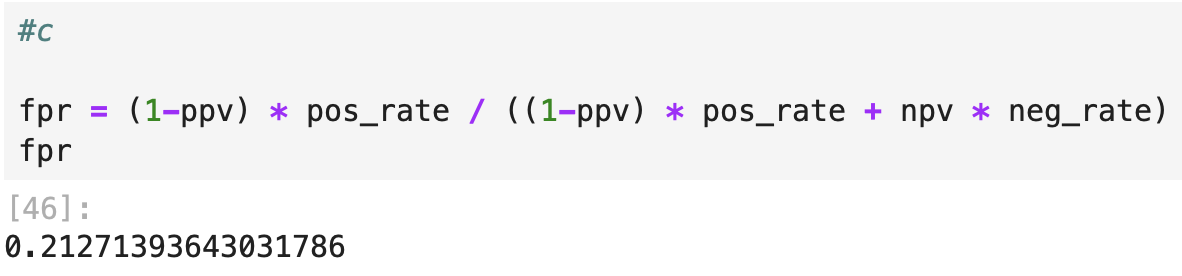 #c
fpr = (1-ppv) * pos_rate / ((1-ppv) * pos_rate + npv * neg_rate)
fpr
[46]:
0.21271393643031786